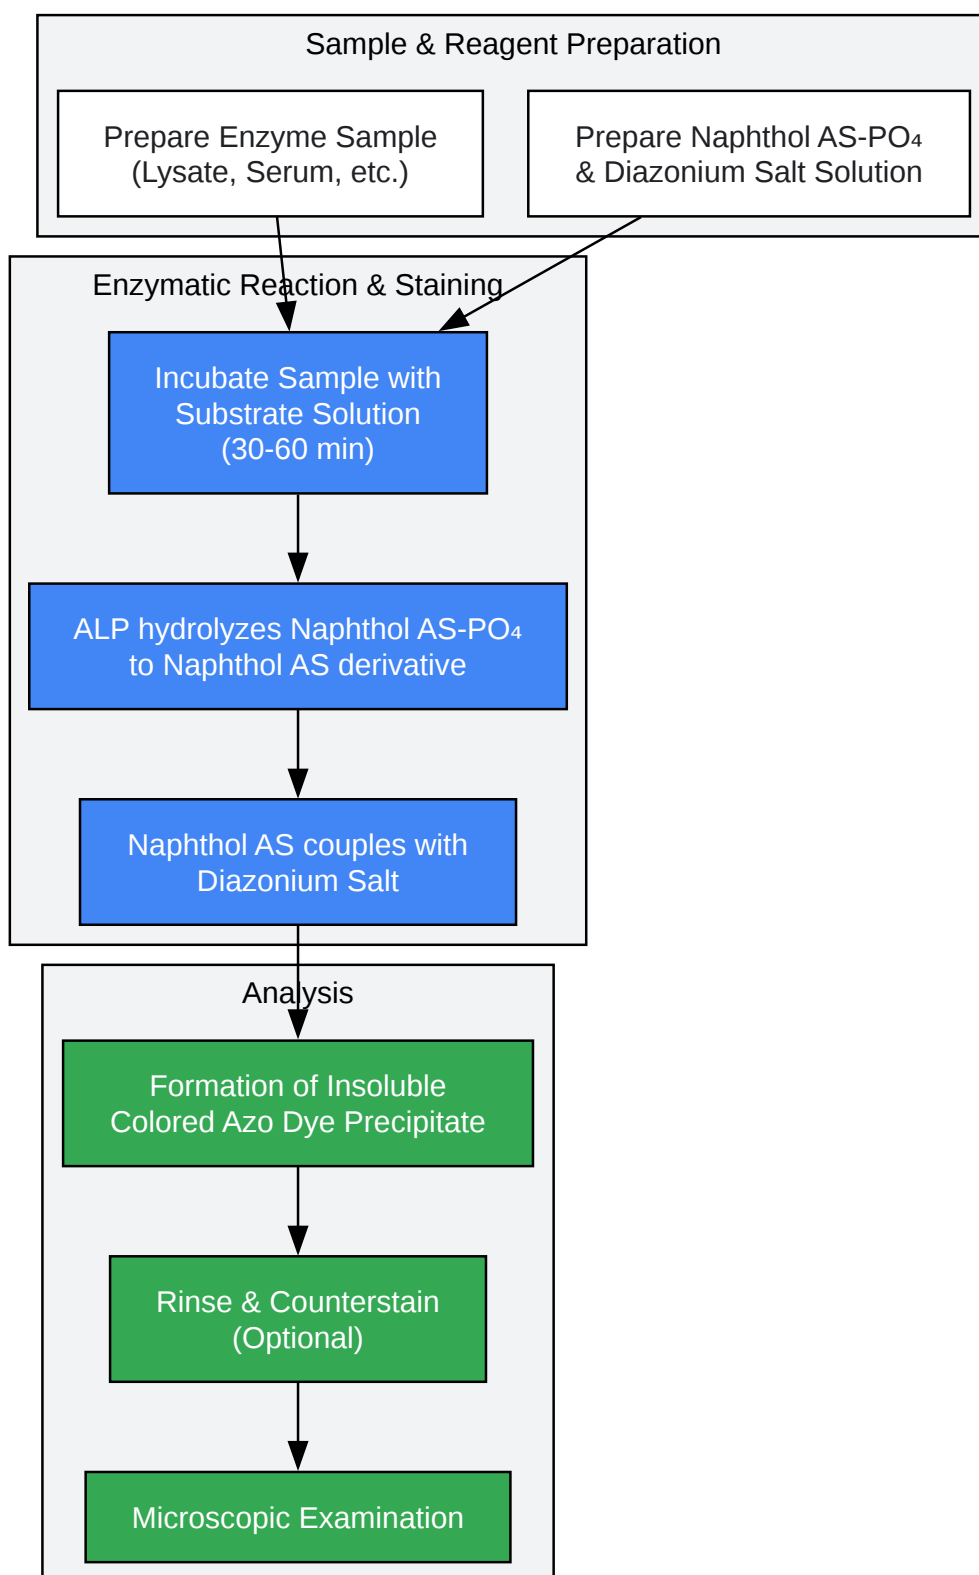 Sample & Reagent Preparation
Prepare Enzyme Sample
(Lysate, Serum, etc.)
Prepare Naphthol AS-PO₄
& Diazonium Salt Solution
Enzymatic Reaction & Staining
Incubate Sample with
Substrate Solution
(30-60 min)
ALP hydrolyzes Naphthol AS-PO₄
to Naphthol AS derivative
Naphthol AS couples with
Diazonium Salt
Analysis
Formation of Insoluble
Colored Azo Dye Precipitate
Rinse & Counterstain
(Optional)
Microscopic Examination